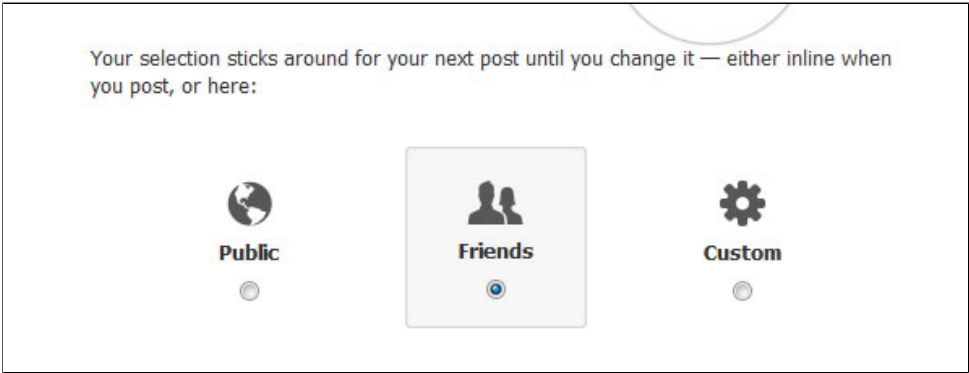 Your selection sticks around for your next post until you change it — either inline when
you post, or here:
Public
Friends
Custom